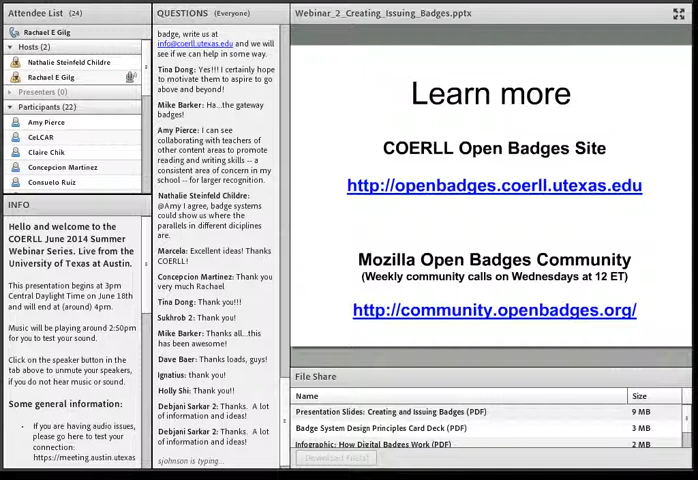 Attendee List (24)
Rachael E Gilg
Hosts (2)
Nathalie Steinfeld Childre
Rachael E Gilg
Presenters (0)
Participants (22)
Amy Pierce
CeLCAR
Claire Chik
Concepcion Martinez
Consuelo Ruiz
INFO
Hello and welcome to the
COERLL June 2014 Summer
Webinar Series. Live from the
University of Texas at Austin.
This presentation begins at 3pm
Central Daylight Time on June 18th
and will end at (around) 4pm.
Music will be playing around 2:50pm
for you to test your sound.
Click on the speaker button in the
tab above to unmute your speakers,
if you do not hear music or sound.
Some general information:
• If you are having audio issues,
please go here to test your
connection:
https://meeting.austin.utexas
QUESTIONS (Everyone)
badge, write us at
info@coerll.utexas.edu and we will
see if we can help in some way.
Tina Dong: Yes!!! I certainly hope
to motivate them to aspire to go
above and beyond!
Mike Barker: Ha...the gateway
badges!
Amy Pierce: I can see
collaborating with teachers of
other content areas to promote
reading and writing skills -- a
consistent area of concern in my
school -- for larger recognition.
Nathalie Steinfeld Childre:
@Amy I agree, badge systems
could show us where the
parallels in different diciplines
are.
Marcela: Excellent ideas! Thanks
COERLL!
Concepcion Martinez: Thank you
very much Rachael
Tina Dong: Thank you!!!
Sukhrob 2: Thank you!
Mike Barker: Thanks all...this
has been awesome!
Dave Baer: Thanks loads, guys!
Ignatius: thank you!
Holly Shi: Thank you!!
Debjani Sarkar 2: Thanks. A lot
of information and ideas!
Debjani Sarkar 2: Thanks. A lot
of information and ideas!
sjohnson is typing...
Webinar_2_Creating_Issuing_Badges.pptx
Learn more
COERLL Open Badges Site
http://openbadges.coerll.utexas.edu
Mozilla Open Badges Community
(Weekly community calls on Wednesdays at 12 ET)
http://community.openbadges.org/
File Share
Name Size
Presentation Slides: Creating and Issuing Badges (PDF) 9 MB
Badge System Design Principles Card Deck (PDF) 3 MB
Infographic: How Digital Badges Work (PDF) 2 MB
Download File(s)